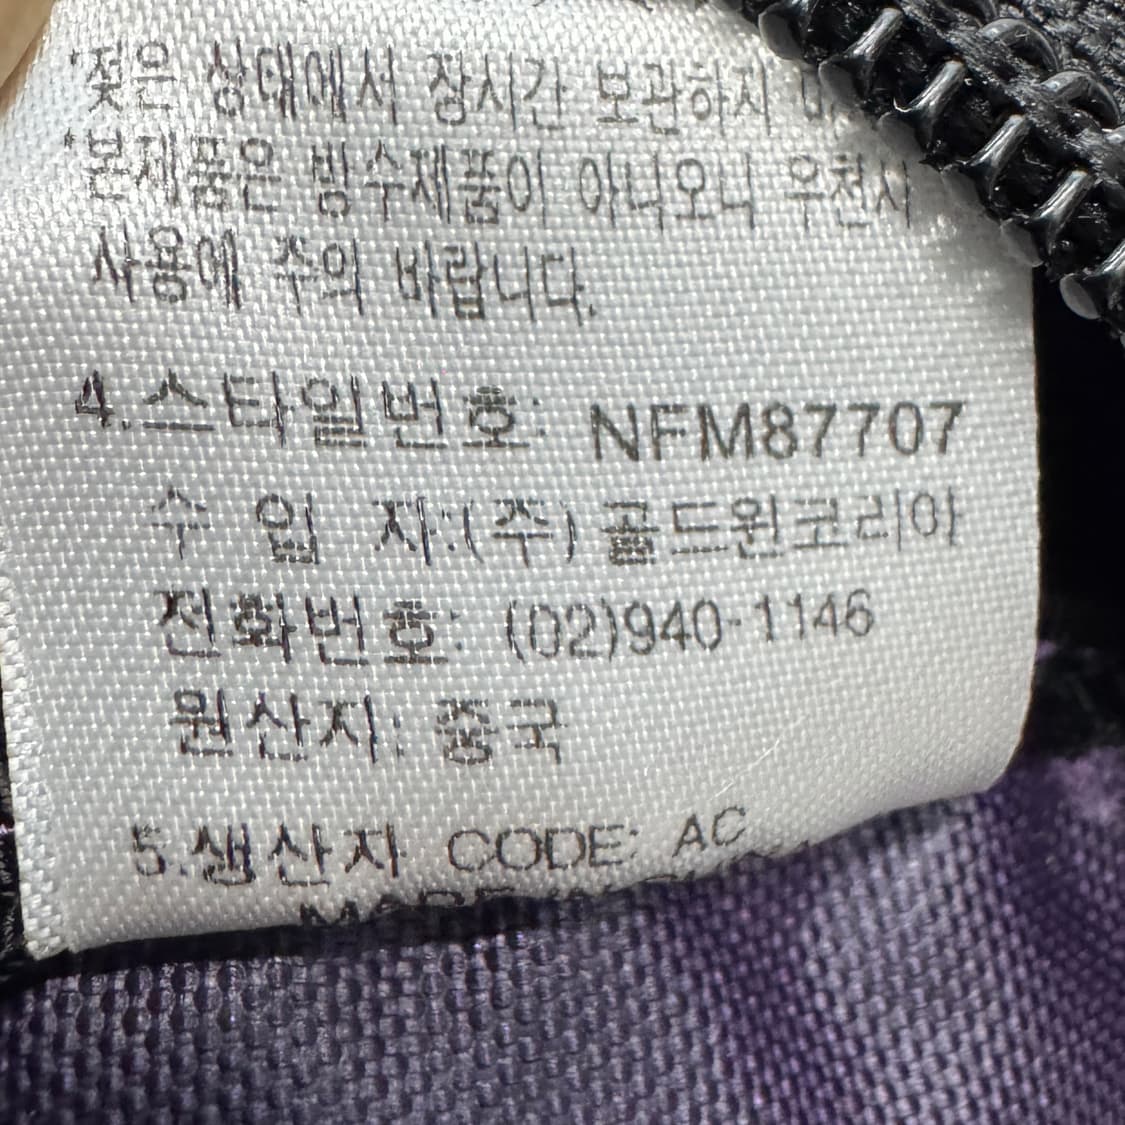 *젖은 상태에서 장시간 보관하지
*본제품은 방수제품이 아니오니 우천시
사용에 주의 바랍니다.
4.스타일번호: NFM87707
수 입 자:(주)골드윈코리아
전화번호: (02)940-1146
원산지: 중국
5.생산자 CODE: AC
MADE IN